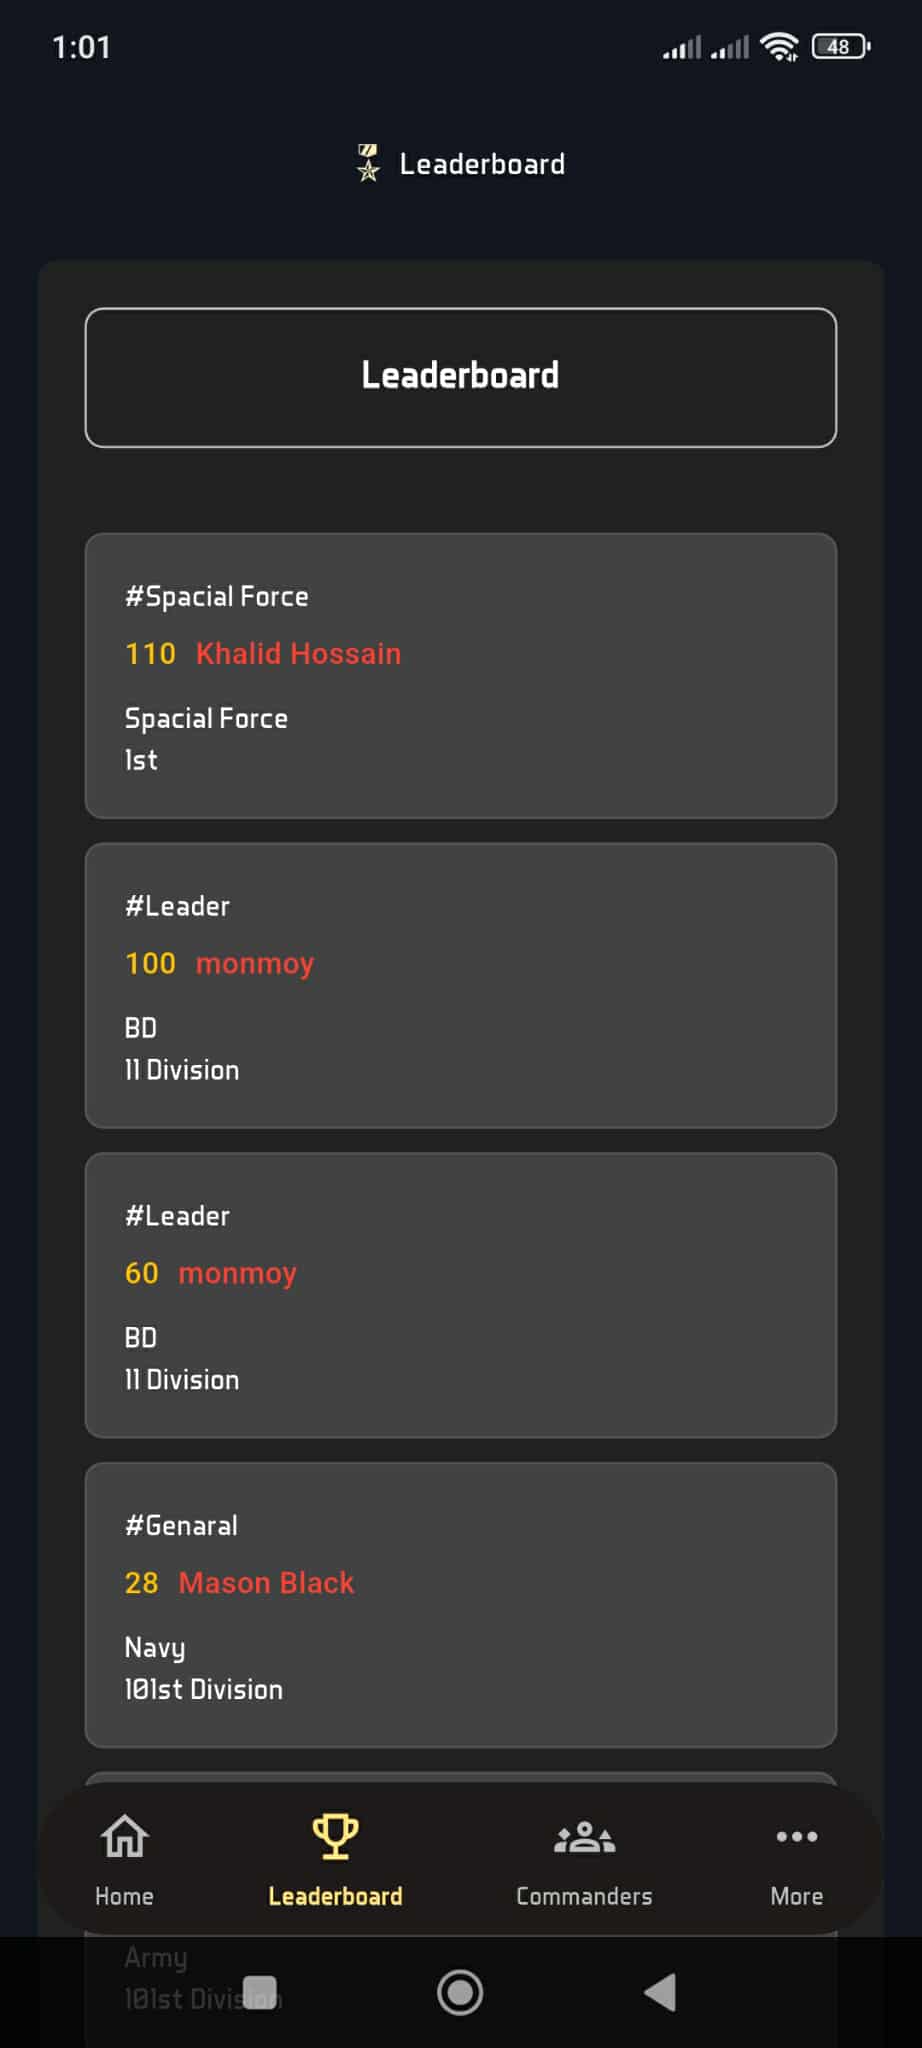 1:01
48
Leaderboard
Leaderboard
#Spacial Force
110 Khalid Hossain
Spacial Force
1st
#Leader
100 monmoy
BD
11 Division
#Leader
60 monmoy
BD
11 Division
#Genaral
28 Mason Black
Navy
101st Division
Home Leaderboard Commanders More
Army
101st Division